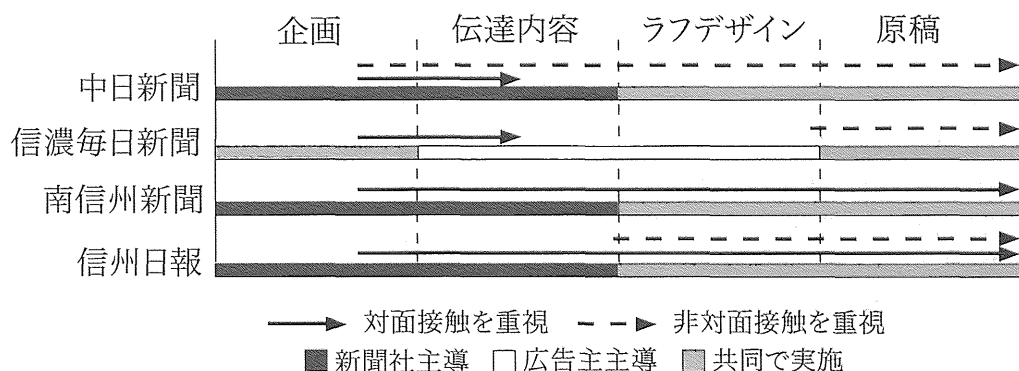 企画 伝達内容 ラフデザイン 原稿
中日新聞
信濃毎日新聞
南信州新聞
信州日報
対面接触を重視 非対面接触を重視
新聞社主導 広告主主導 共同で実施